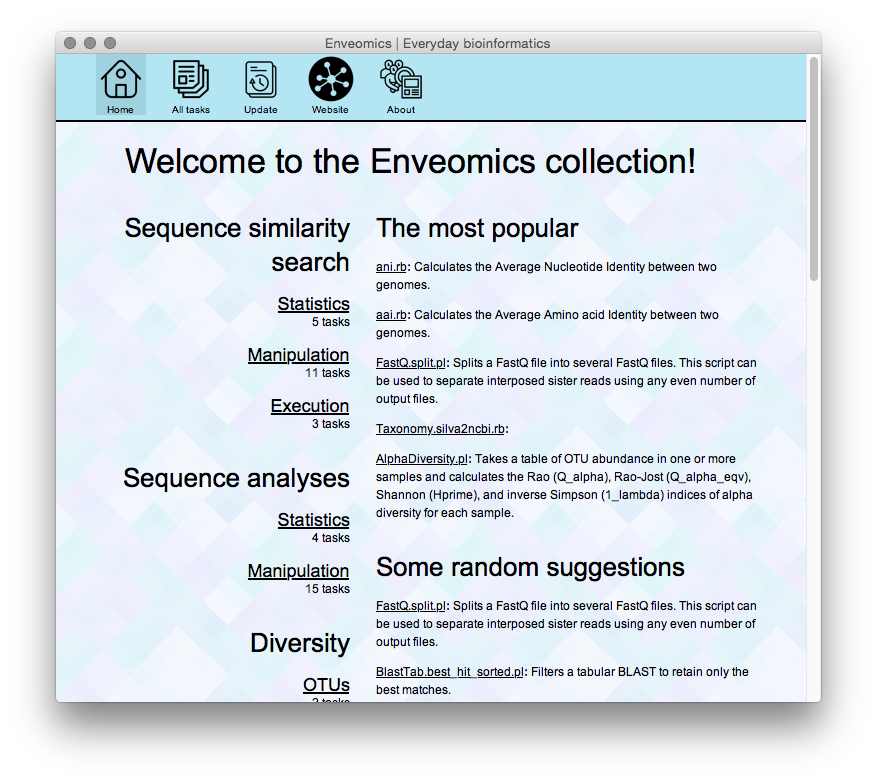 Enveomics | Everyday bioinformatics
Home
All tasks
Update
Website
About
Welcome to the Enveomics collection!
Sequence similarity
search
Statistics
5 tasks
Manipulation
11 tasks
Execution
3 tasks
Sequence analyses
Statistics
4 tasks
Manipulation
15 tasks
Diversity
OTUs
The most popular
ani.rb: Calculates the Average Nucleotide Identity between two
genomes.
aai.rb: Calculates the Average Amino acid Identity between two
genomes.
FastQ.split.pl: Splits a FastQ file into several FastQ files. This script can
be used to separate interposed sister reads using any even number of
output files.
Taxonomy.silva2ncbi.rb:
AlphaDiversity.pl: Takes a table of OTU abundance in one or more
samples and calculates the Rao (Q_alpha), Rao-Jost (Q_alpha_eqv),
Shannon (Hprime), and inverse Simpson (1_lambda) indices of alpha
diversity for each sample.
Some random suggestions
FastQ.split.pl: Splits a FastQ file into several FastQ files. This script can
be used to separate interposed sister reads using any even number of
output files.
BlastTab.best_hit_sorted.pl: Filters a tabular BLAST to retain only the
best matches.